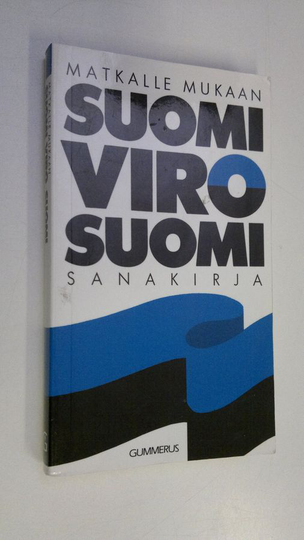 MATKALLE MUKAAN
SUOMI
VIRO
SUOMI
SANAKIRJA
GUMMERUS